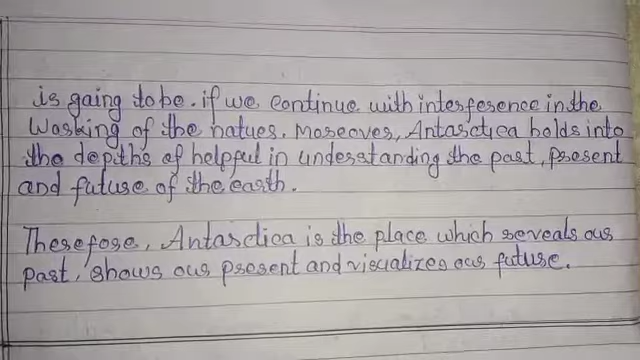 is going to be. if we continue with interference in the
Working of the natues. Moreover, Antarctica holds into
the depths of helpful in understanding the past, present
and future of the earth.
Therefore, Antarctica is the place which reveals our
past, shows our present and visualizes our future.